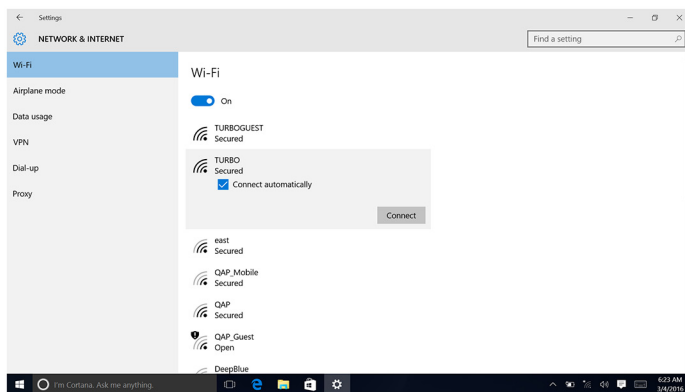 Settings
NETWORK & INTERNET
Find a setting
Wi-Fi
Airplane mode
Data usage
VPN
Dial-up
Proxy
Wi-Fi
On
TURBOGUEST
Secured
TURBO
Secured
Connect automatically
Connect
east
Secured
QAP_Mobile
Secured
QAP
Secured
QAP_Guest
Open
DeepBlue
I'm Cortana. Ask me anything.
6:23 AM
3/4/2016